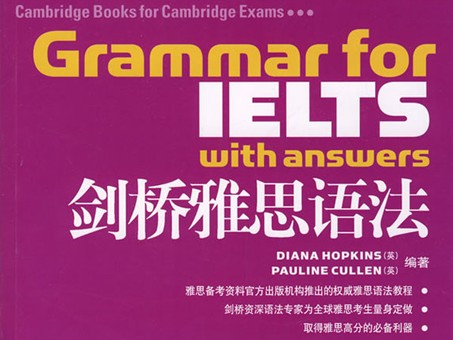 Cambridge Books for Cambridge Exams ●●●
Grammar for
IELTS
with answers
剑桥雅思语法
DIANA HOPKINS(英)
PAULINE CULLEN(英)
编著
雅思备考资料官方出版机构推出的权威雅思语法教程 ●
剑桥资深语法专家为全球雅思考生量身定做 ●
取得雅思高分的必备利器 ●